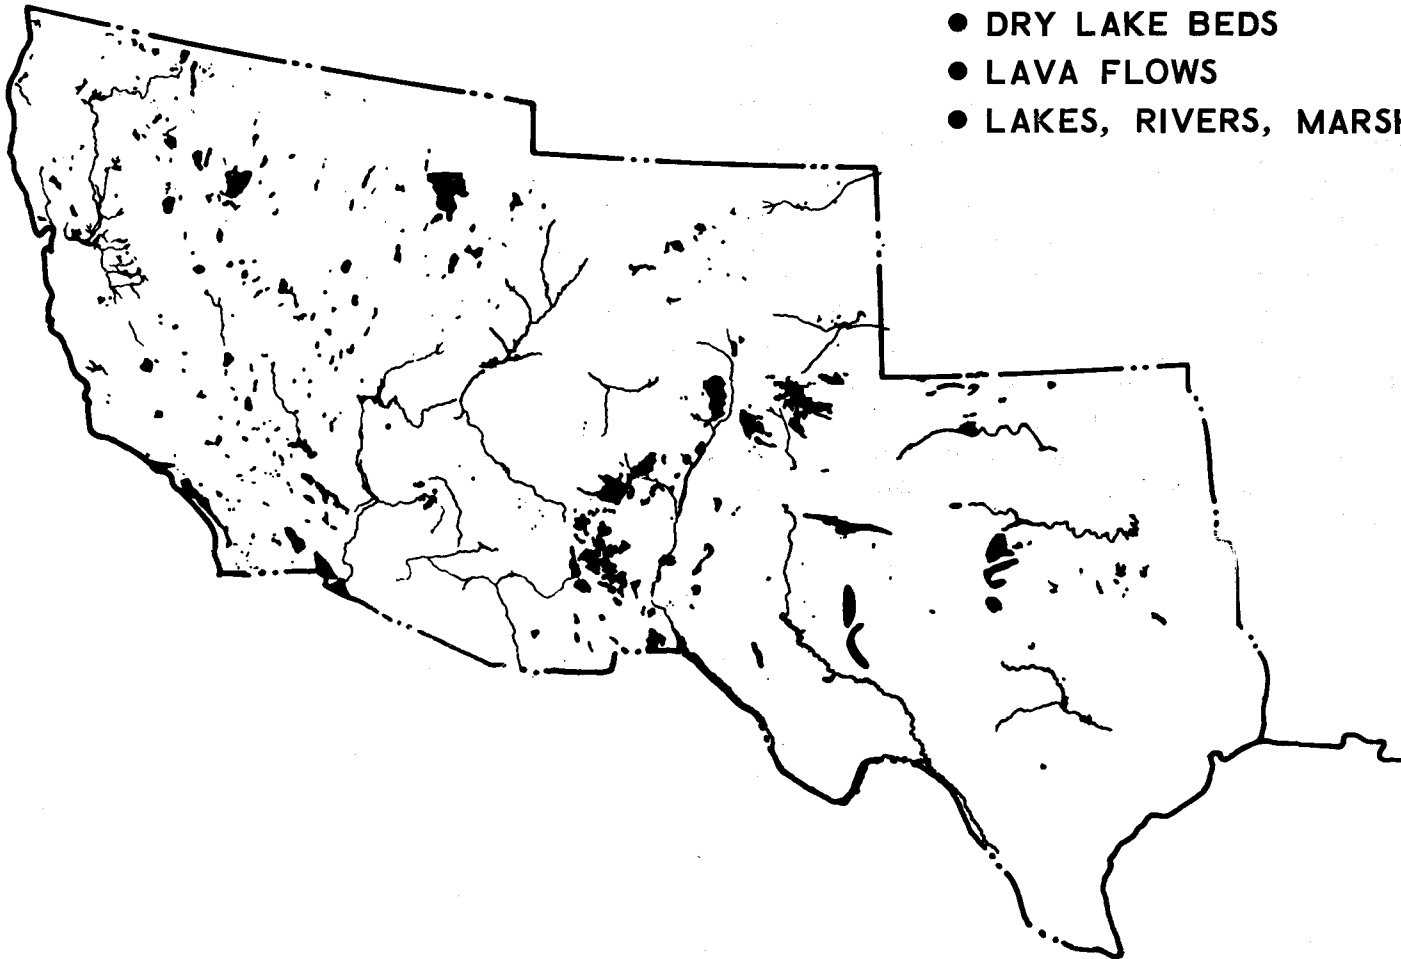 ● DRY LAKE BEDS
● LAVA FLOWS
● LAKES, RIVERS,